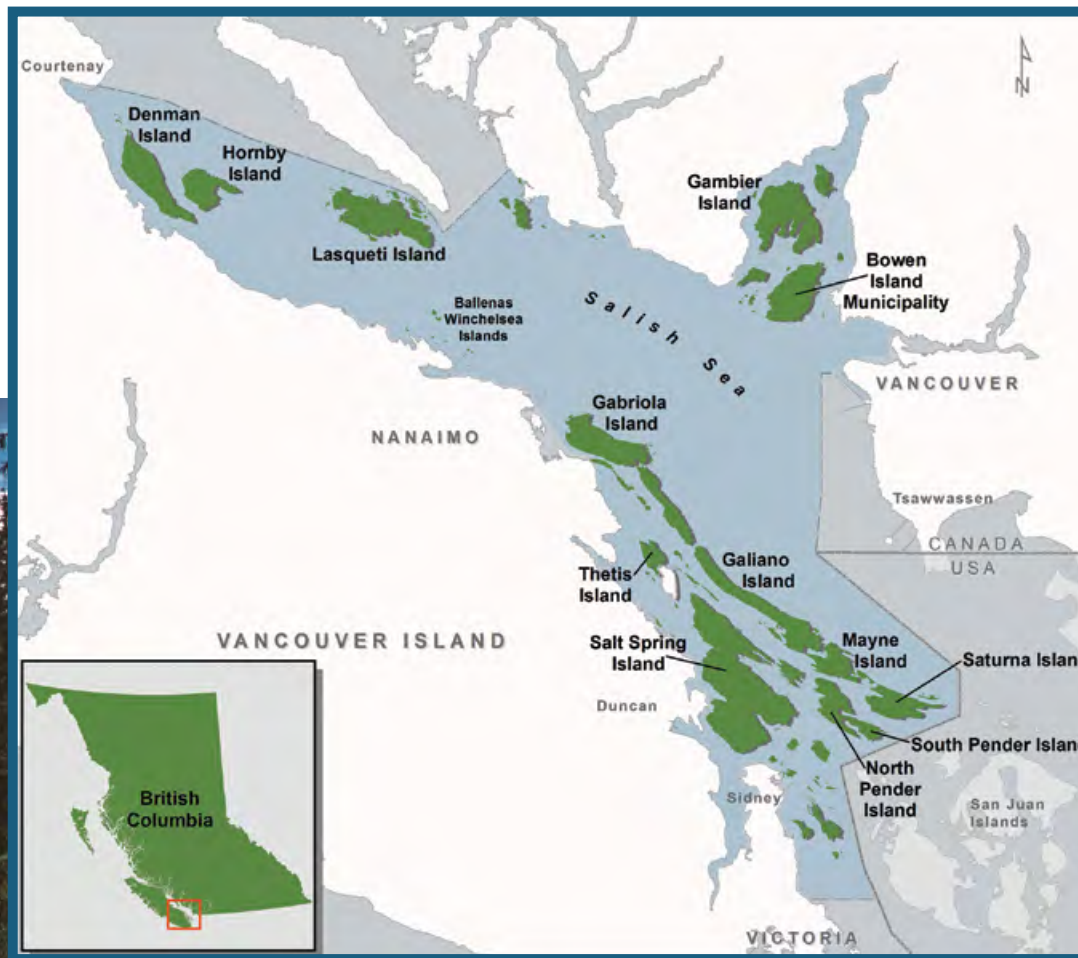 Courtenay
Denman
Island
Hornby
Island
Lasqueti Island
Ballenas
Winchelsea
Islands
Gambier
Island
Bowen
Island
Municipality
N
Salish Sea
VANCOUVER
Gabriola
Island
NANAIMO
Tsawwassen
CANADA
USA
Thetis
Island
Galiano
Island
VANCOUVER ISLAND
Salt Spring
Island
Mayne
Island
Saturna Islan
Duncan
South Pender Island
North
Pender
Island
Sidney
San Juan
Islands
VICTORIA
British
Columbia